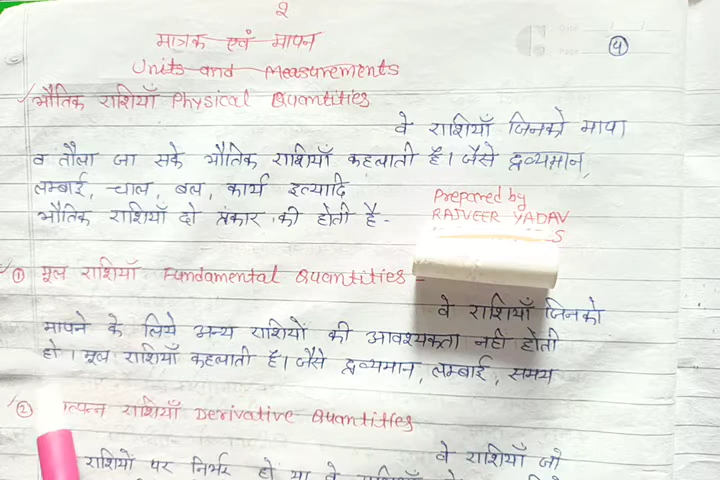 2
मात्रक एवं मापन
Units and Measurements
④
भौतिक राशियाँ Physical Quantities
वे राशियाँ जिनको मापा
व तौला जा सके भौतिक राशियाँ कहलाती है। जैसे द्रव्यमान,
लम्बाई, चाल, बल, कार्य इत्यादि
भौतिक राशियाँ दो प्रकार की होती है-
Prepared by
RAJVEER YADAV
S
① मूल राशियाँ Fundamental Quantities-
वे राशियाँ जिनको
मापने के लिये अन्य राशियों की आवश्यकता नहीं होती
हो। मूल राशियाँ कहलाती है। जैसे द्रव्यमान, लम्बाई, समय
② त्पन्न राशियाँ Derivative Quantities
वे राशियाँ जो
राशियों पर निर्भर हो या वे राशियाँ